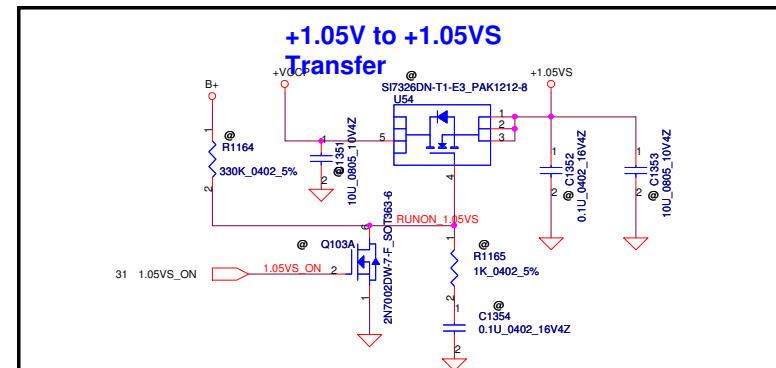 +1.05V to +1.05VS
Transfer
@
+VCCP
+1.05VS
B+
SI7326DN-T1-E3_PAK1212-8
U54
1
@
R1164
330K_0402_5%
2
1
@
C1351
10U_0805_10V4Z
2
5
1
2
3
4
1
@
C1352
0.1U_0402_16V4Z
2
1
@
C1353
10U_0805_10V4Z
2
RUNON_1.05VS
@
Q103A
6
2N7002DW-7-F_SOT363-6
31 1.05VS_ON
1.05VS_ON
2
1
1
@
R1165
1K_0402_5%
2
@
1
C1354
0.1U_0402_16V4Z
2